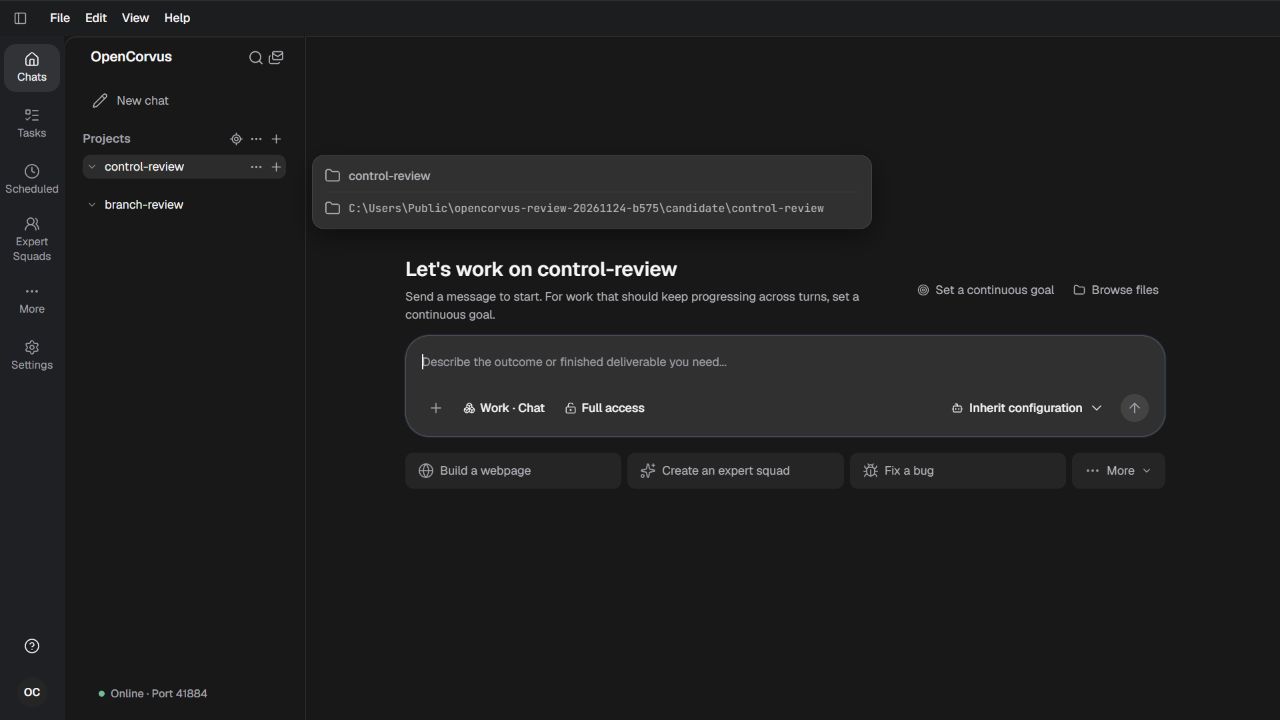 File Edit View Help
OpenCorvus
Chats
New chat
Tasks
Projects
control-review
Scheduled
branch-review
Expert
Squads
More
Settings
control-review
C:\Users\Public\opencorvus-review-20261124-b575\candidate\control-review
Let's work on control-review
Send a message to start. For work that should keep progressing across turns, set a
continuous goal.
Set a continuous goal
Browse files
Describe the outcome or finished deliverable you need...
Work · Chat
Full access
Inherit configuration
Build a webpage
Create an expert squad
Fix a bug
More
OC
Online · Port 41884